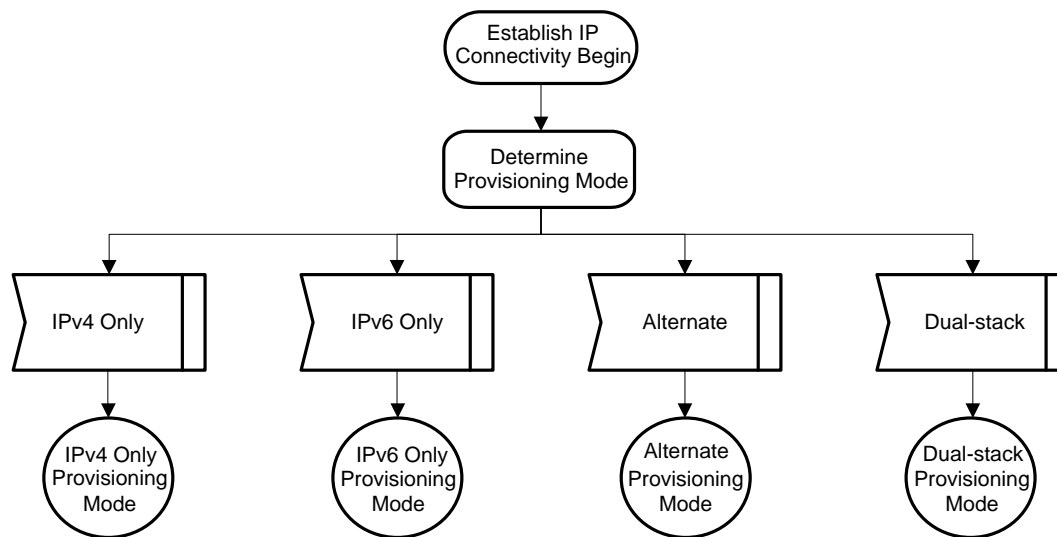 Establish IP
Connectivity Begin
Determine
Provisioning Mode
IPv4 Only
IPv6 Only
Alternate
Dual-stack
IPv4 Only
Provisioning
Mode
IPv6 Only
Provisioning
Mode
Alternate
Provisioning
Mode
Dual-stack
Provisioning
Mode